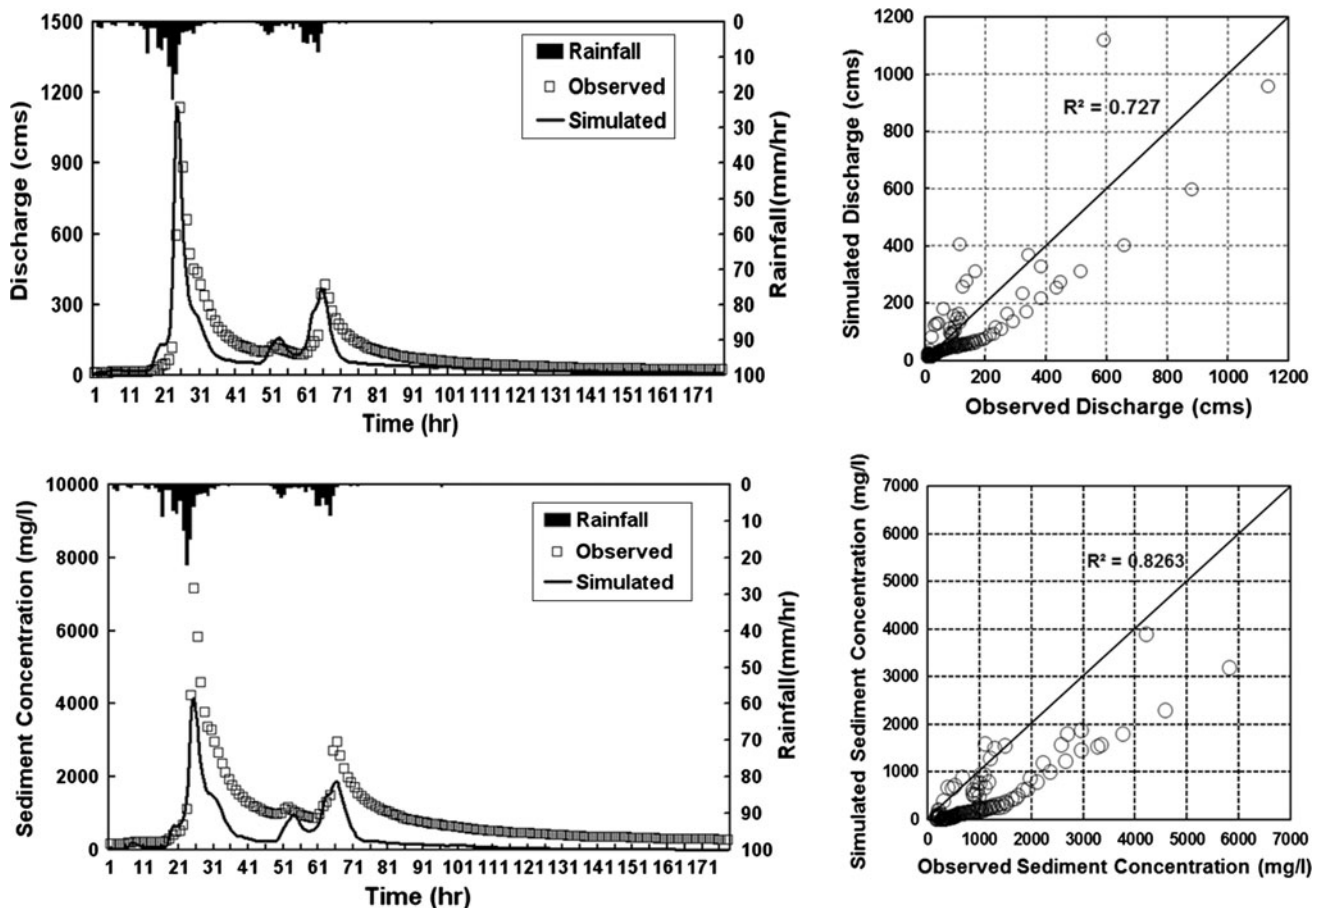 Discharge (cms)
1500
1200
900
600
300
0
Rainfall
Observed
Simulated
0
10
20
30
40
50
60
70
80
90
100
Rainfall(mm/hr)
1 11 21 31 41 51 61 71 81 91 101 111 121 131 141 151 161 171
Time (hr)
Simulated Discharge (cms)
1200
1000
800
600
400
200
0
R² = 0.727
0 200 400 600 800 1000 1200
Observed Discharge (cms)
Sediment Concentration (mg/l)
10000
8000
6000
4000
2000
0
Rainfall
Observed
Simulated
0
10
20
30
40
50
60
70
80
90
100
Rainfall(mm/hr)
1 11 21 31 41 51 61 71 81 91 101 111 121 131 141 151 161 171
Time (hr)
Simulated Sediment Concentration (mg/l)
7000
6000
5000
4000
3000
2000
1000
0
R² = 0.8263
0 1000 2000 3000 4000 5000 6000 7000
Observed Sediment Concentration (mg/l)